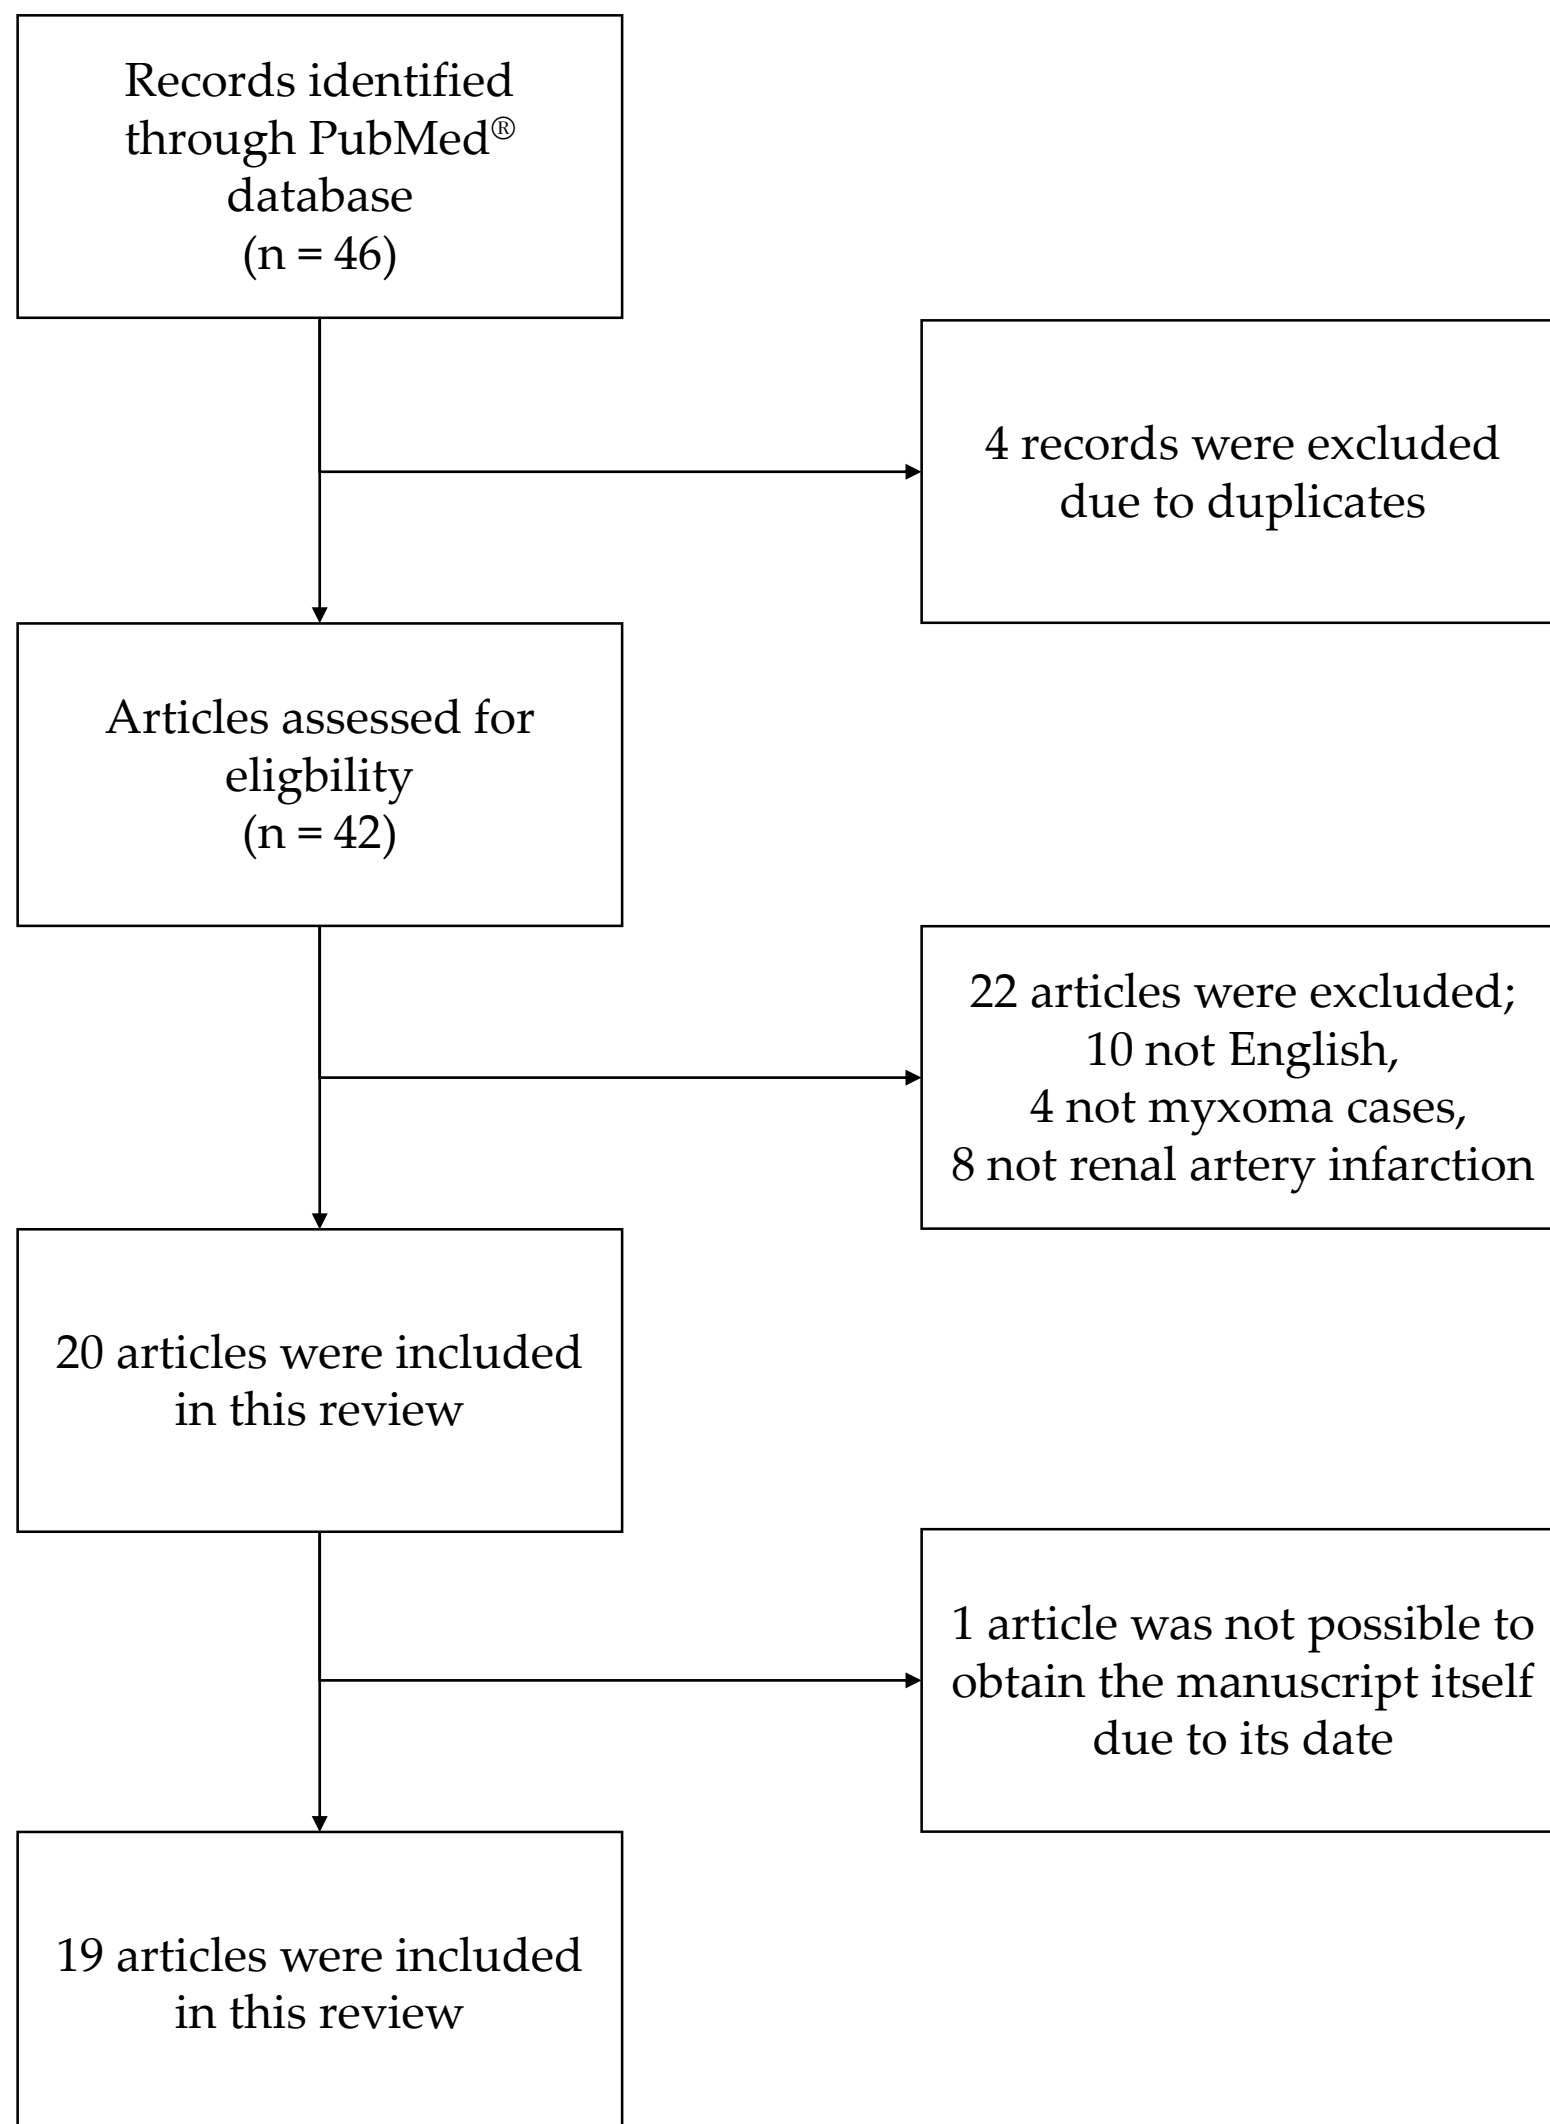 Records identified
through PubMed®
database
(n = 46)
4 records were excluded
due to duplicates
Articles assessed for
eligbility
(n = 42)
22 articles were excluded;
10 not English,
4 not myxoma cases,
8 not renal artery infarction
20 articles were included
in this review
1 article was not possible to
obtain the manuscript itself
due to its date
19 articles were included
in this review